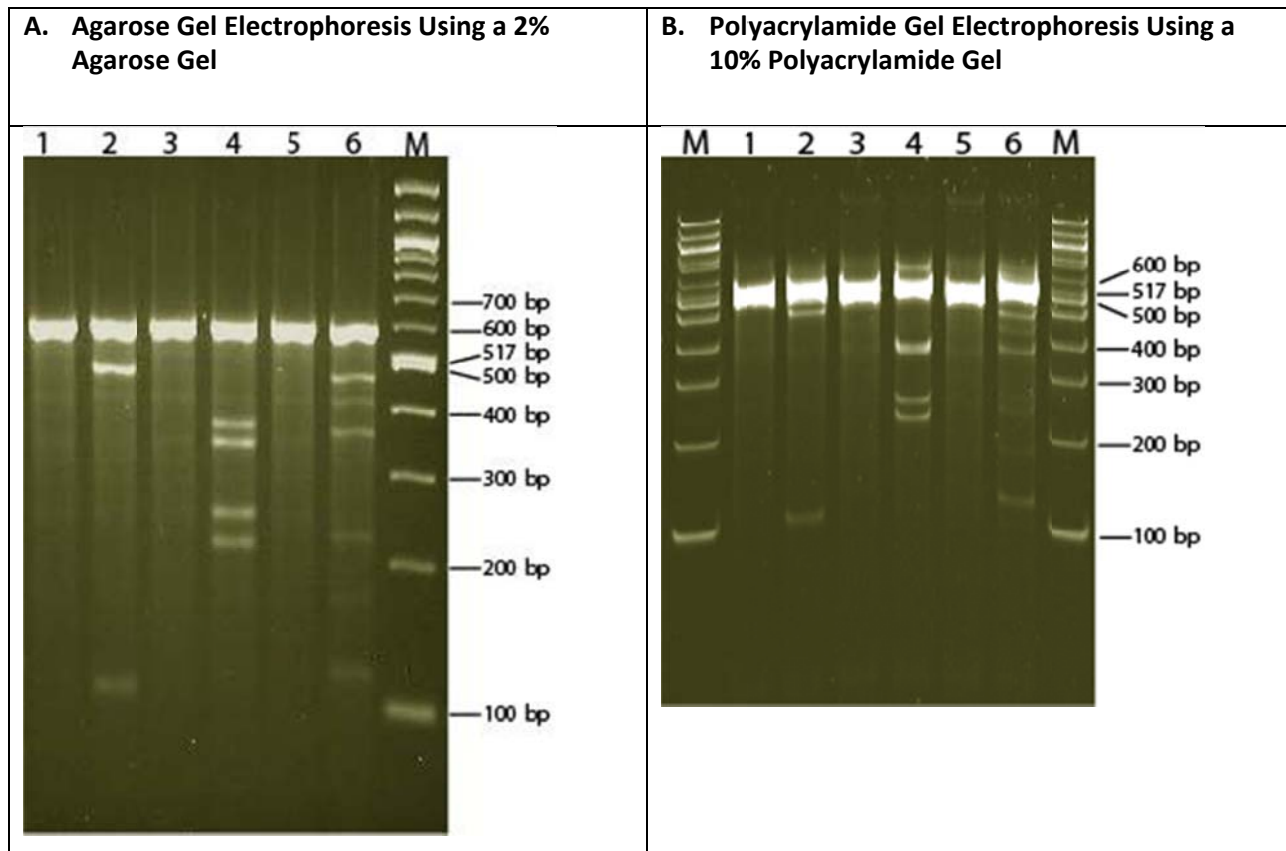 A. Agarose Gel Electrophoresis Using a 2%
Agarose Gel
B. Polyacrylamide Gel Electrophoresis Using a
10% Polyacrylamide Gel
1 2 3 4 5 6 M
700 bp
600 bp
517 bp
500 bp
400 bp
300 bp
200 bp
100 bp
M 1 2 3 4 5 6 M
600 bp
517 bp
500 bp
400 bp
300 bp
200 bp
100 bp